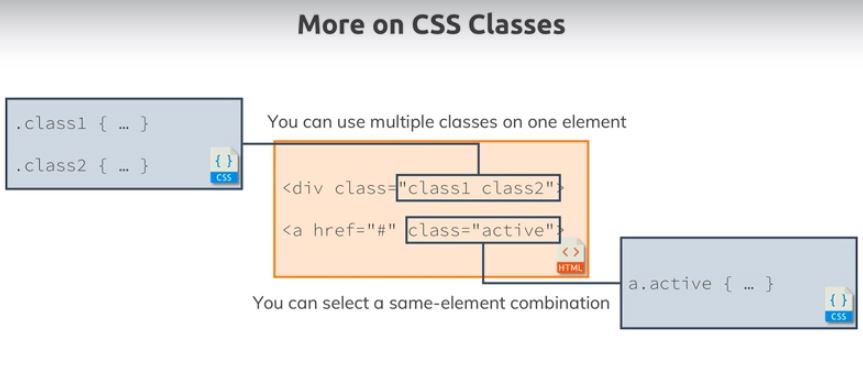 More on CSS Classes
.class1 { … }
.class2 { … }
{ }
CSS
You can use multiple classes on one element
<div class="class1 class2">
<a href="#" class="active">
<>
HTML
You can select a same-element combination
a.active { … }
{ }
CSS